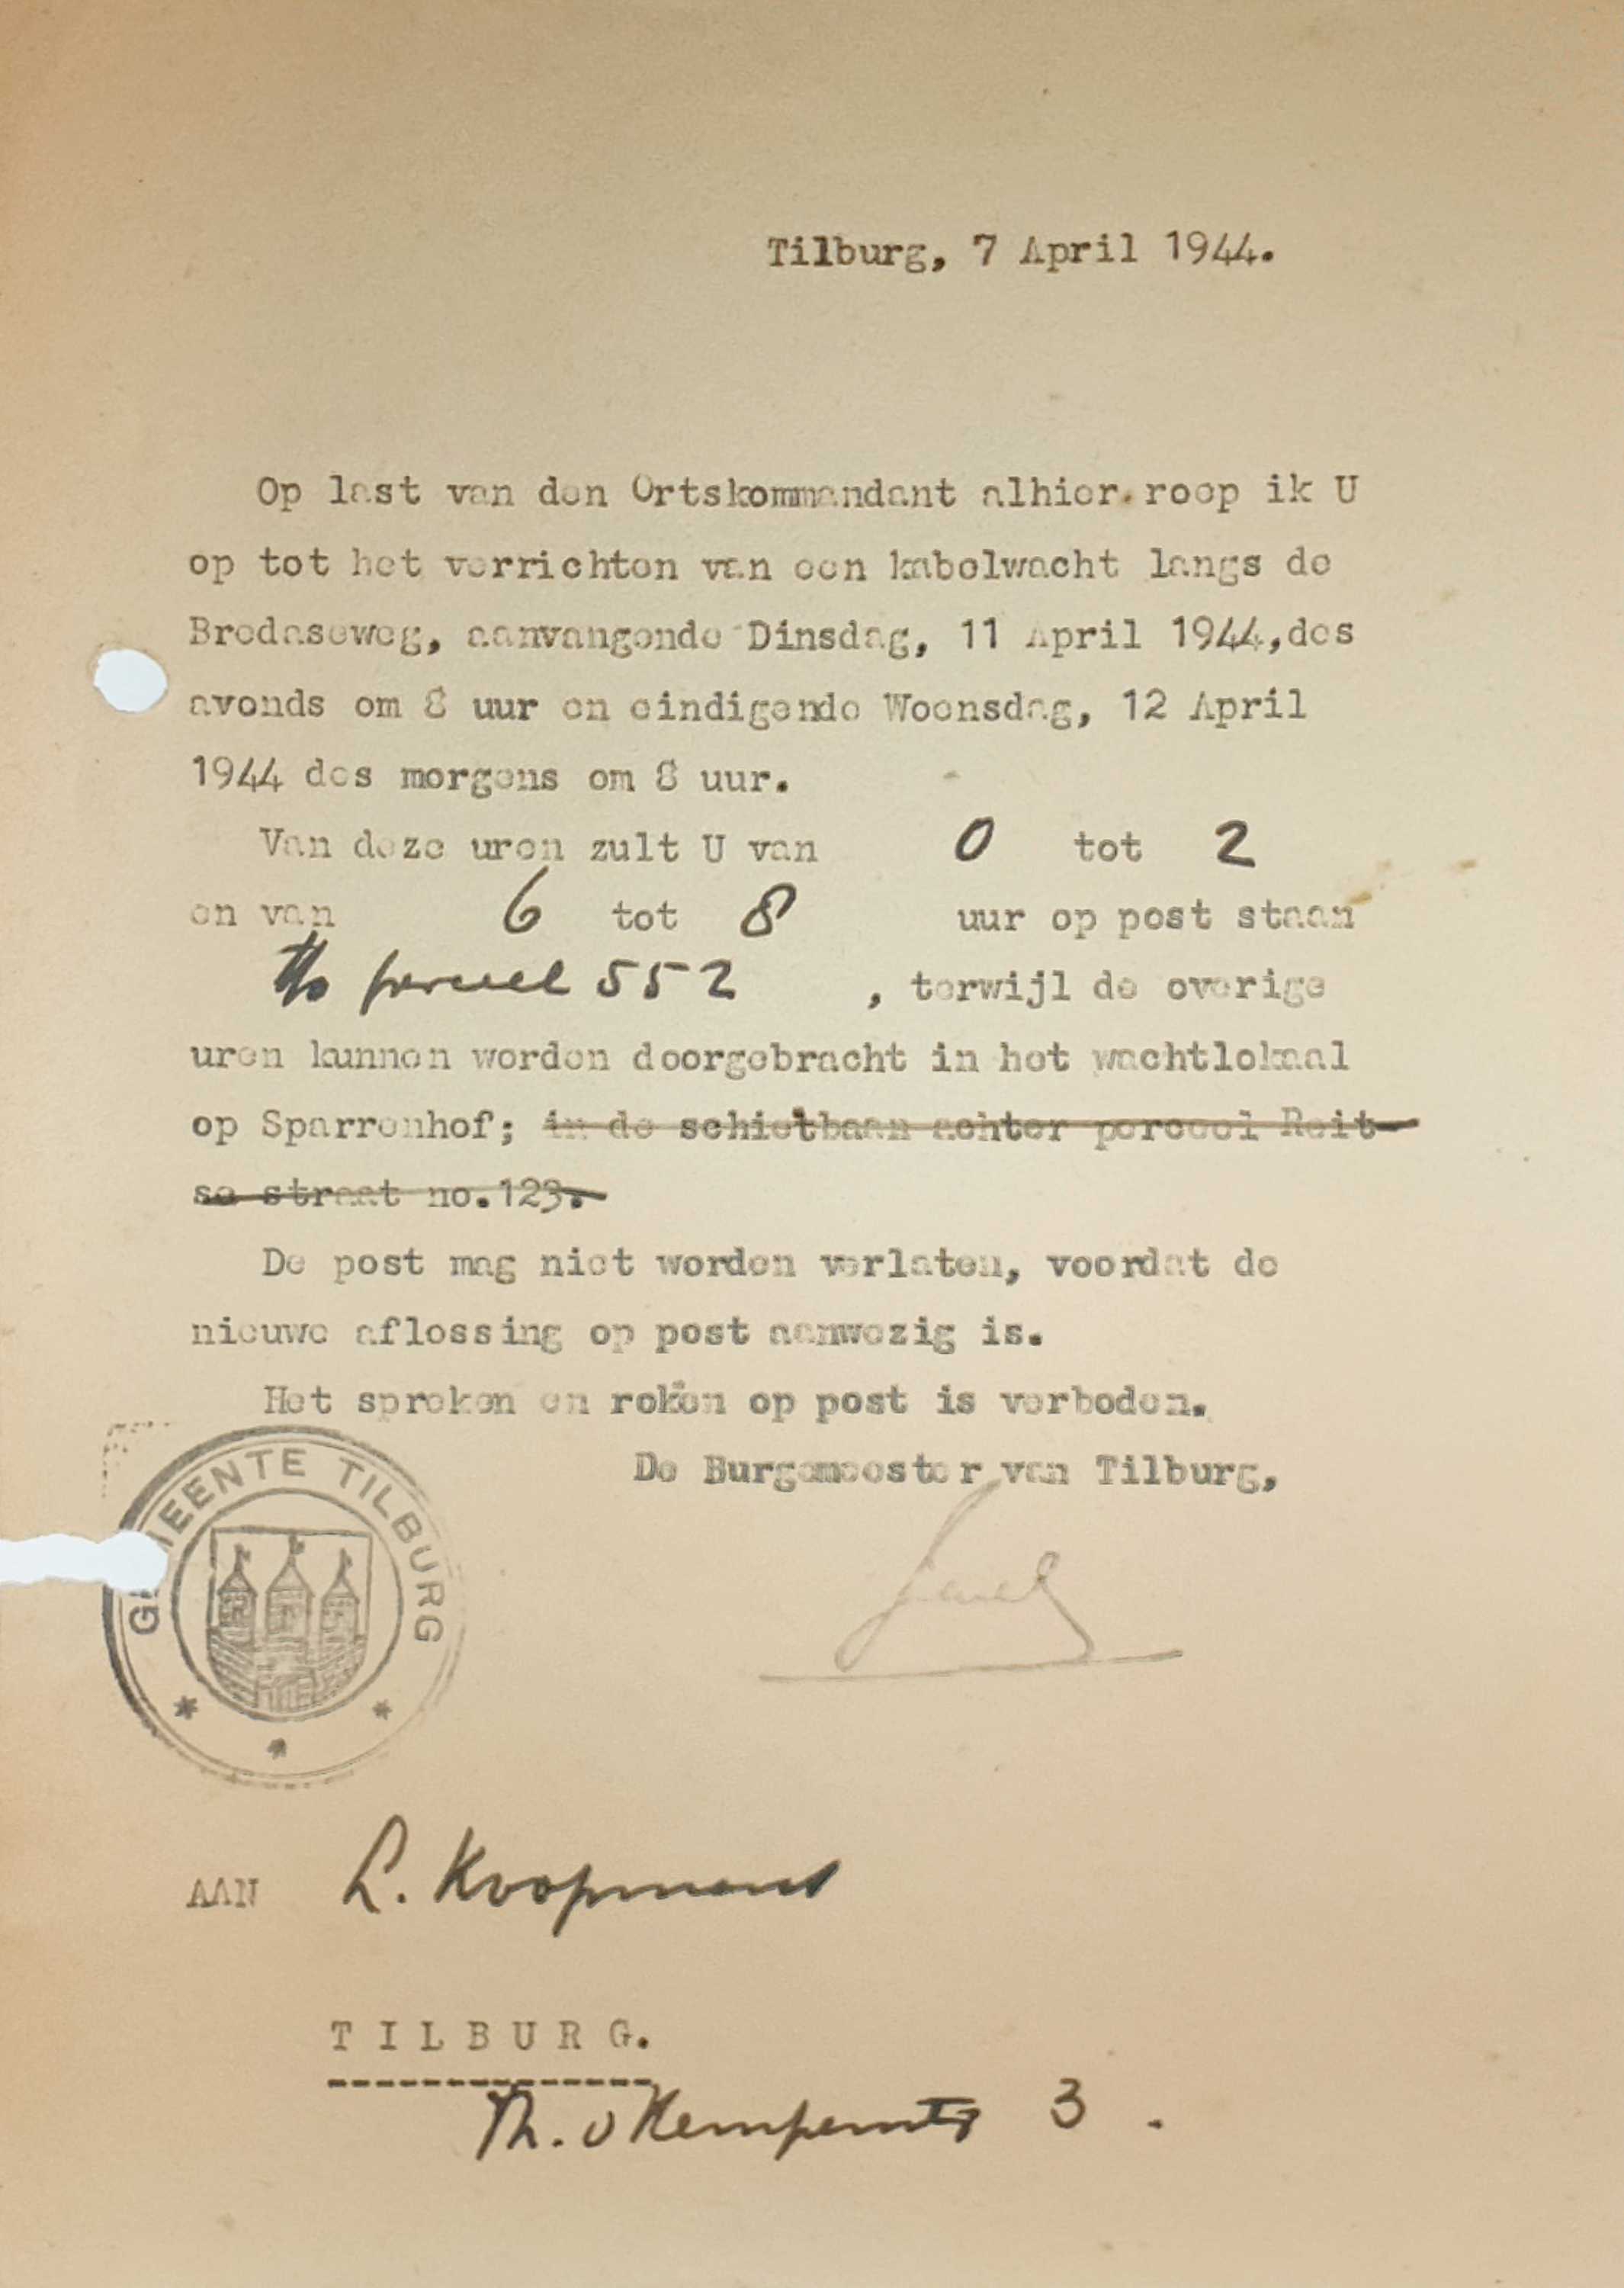 Tilburg, 7 April 1944.
Op last van den Ortskommandant alhier roep ik U
op tot het verrichten van een kabelwacht langs de
Bredaseweg, aanvangende Dinsdag, 11 April 1944,des
avonds om 8 uur en eindigende Woensdag, 12 April
1944 des morgens om 8 uur.
Van deze uren zult U van 0 tot 2
en van 6 tot 8 uur op post staan
t/o perceel 552 , terwijl de overige
uren kunnen worden doorgebracht in het wachtlokaal
op Sparrenhof; in de schietbaan achter perceel Reit-
se straat no.123.
De post mag niet worden verlaten, voordat de
nieuwe aflossing op post aanwezig is.
Het spreken en roken op post is verboden.
De Burgemeester van Tilburg,
GEMEENTE TILBURG
AAN L. Koopmans
TILBURG.
Th. v Kempenstr 3 .